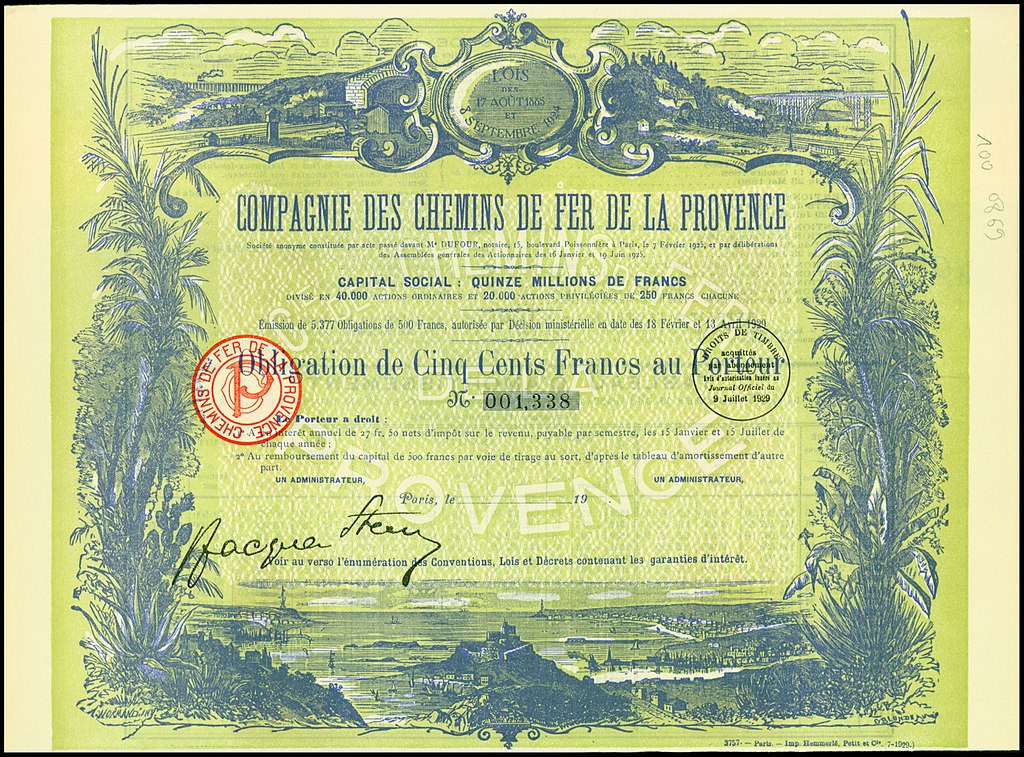 LOIS
DES
17 AOÛT 1885
ET
SEPTEMBRE 1924
COMPAGNIE DES CHEMINS DE FER DE LA PROVENCE
Société anonyme constituée par acte passé devant Mᵉ DUFOUR, notaire, 15, boulevard Poissonnière à Paris, le 7 Février 1925, et par délibérations
des Assemblées générales des Actionnaires des 16 Janvier et 19 Juin 1925.
CAPITAL SOCIAL : QUINZE MILLIONS DE FRANCS
DIVISÉ EN 40.000 ACTIONS ORDINAIRES ET 20.000 ACTIONS PRIVILÉGIÉES DE 250 FRANCS CHACUNE
Emission de 5.377 Obligations de 500 Francs, autorisée par Décision ministérielle en date des 18 Février et 13 Avril 1929
Obligation de Cinq Cents Francs au Porteur
N. 001,338
CHEMINS DE FER DE LA PROVENCE
P
DROITS DE TIMBRE
acquittés
par abonnement
Avis d'autorisation inséré au
Journal Officiel du
9 Juillet 1929
Le Porteur a droit :
1° A un intérêt annuel de 27 fr, 50 nets d'impôt sur le revenu, payable par semestre, les 15 Janvier et 15 Juillet de
chaque année ;
2° Au remboursement du capital de 500 francs par voie de tirage au sort, d'après le tableau d'amortissement d'autre
part.
UN ADMINISTRATEUR, UN ADMINISTRATEUR,
Paris, le 19
PROVENCE
Voir au verso l'énumération des Conventions, Lois et Décrets contenant les garanties d'intérêt.
3757. — Paris. — Imp. Hemmerlé, Petit et Cⁱᵉ. 7-1929.)
100 0869